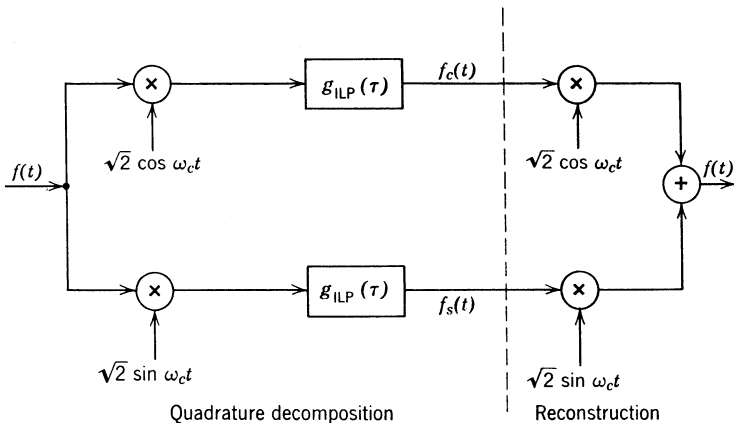 ×
g_ILP (τ)
f_c(t)
×
√2 cos ω_c t
√2 cos ω_c t
f(t)
+
f(t)
×
g_ILP (τ)
f_s(t)
×
√2 sin ω_c t
√2 sin ω_c t
Quadrature decomposition
Reconstruction